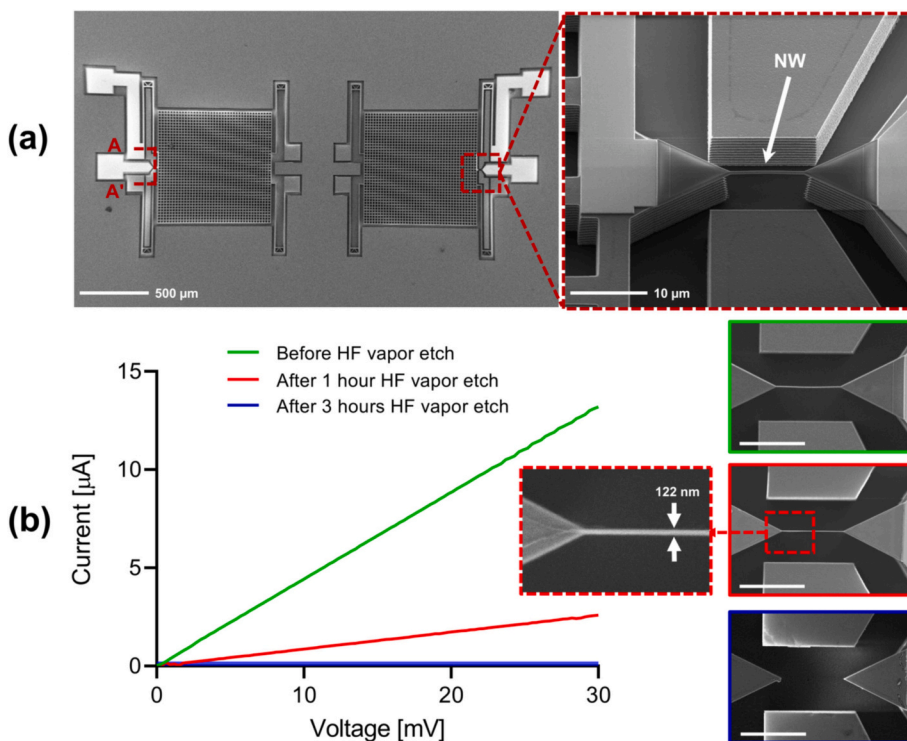 (a)
A
A'
500 µm
NW
10 µm
(b)
Before HF vapor etch
After 1 hour HF vapor etch
After 3 hours HF vapor etch
Current [µA]
15
10
5
0
0
10
20
30
Voltage [mV]
122 nm